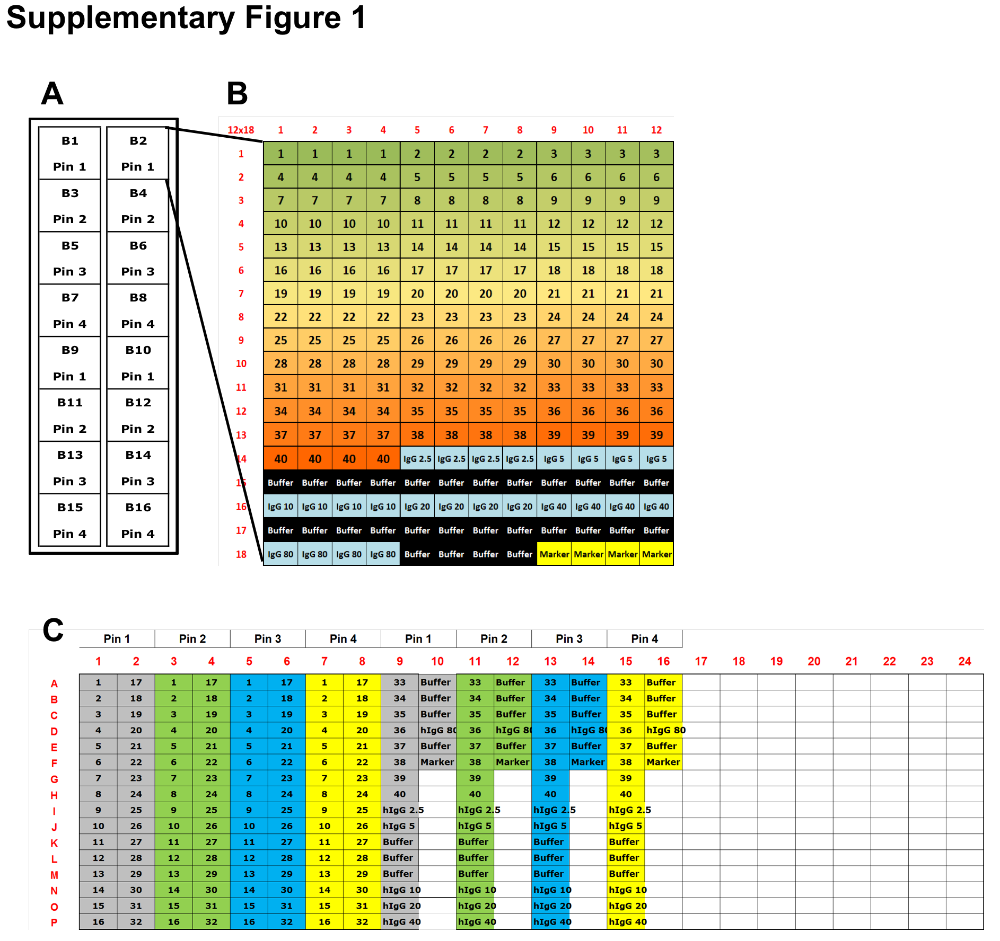 Supplementary Figure 1
A
B1 B2
Pin 1 Pin 1
B3 B4
Pin 2 Pin 2
B5 B6
Pin 3 Pin 3
B7 B8
Pin 4 Pin 4
B9 B10
Pin 1 Pin 1
B11 B12
Pin 2 Pin 2
B13 B14
Pin 3 Pin 3
B15 B16
Pin 4 Pin 4
B
12x18 1 2 3 4 5 6 7 8 9 10 11 12
1 1 1 1 1 2 2 2 2 3 3 3 3
2 4 4 4 4 5 5 5 5 6 6 6 6
3 7 7 7 7 8 8 8 8 9 9 9 9
4 10 10 10 10 11 11 11 11 12 12 12 12
5 13 13 13 13 14 14 14 14 15 15 15 15
6 16 16 16 16 17 17 17 17 18 18 18 18
7 19 19 19 19 20 20 20 20 21 21 21 21
8 22 22 22 22 23 23 23 23 24 24 24 24
9 25 25 25 25 26 26 26 26 27 27 27 27
10 28 28 28 28 29 29 29 29 30 30 30 30
11 31 31 31 31 32 32 32 32 33 33 33 33
12 34 34 34 34 35 35 35 35 36 36 36 36
13 37 37 37 37 38 38 38 38 39 39 39 39
14 40 40 40 40 IgG 2.5 IgG 2.5 IgG 2.5 IgG 2.5 IgG 5 IgG 5 IgG 5 IgG 5
15 Buffer Buffer Buffer Buffer Buffer Buffer Buffer Buffer Buffer Buffer Buffer Buffer
16 IgG 10 IgG 10 IgG 10 IgG 10 IgG 20 IgG 20 IgG 20 IgG 20 IgG 40 IgG 40 IgG 40 IgG 40
17 Buffer Buffer Buffer Buffer Buffer Buffer Buffer Buffer Buffer Buffer Buffer Buffer
18 IgG 80 IgG 80 IgG 80 IgG 80 Buffer Buffer Buffer Buffer Marker Marker Marker Marker
C
Pin 1 Pin 2 Pin 3 Pin 4 Pin 1 Pin 2 Pin 3 Pin 4
1 2 3 4 5 6 7 8 9 10 11 12 13 14 15 16 17 18 19 20 21 22 23 24
A 1 17 1 17 1 17 1 17 33 Buffer 33 Buffer 33 Buffer 33 Buffer
B 2 18 2 18 2 18 2 18 34 Buffer 34 Buffer 34 Buffer 34 Buffer
C 3 19 3 19 3 19 3 19 35 Buffer 35 Buffer 35 Buffer 35 Buffer
D 4 20 4 20 4 20 4 20 36 hIgG 80 36 hIgG 80 36 hIgG 80 36 hIgG 80
E 5 21 5 21 5 21 5 21 37 Buffer 37 Buffer 37 Buffer 37 Buffer
F 6 22 6 22 6 22 6 22 38 Marker 38 Marker 38 Marker 38 Marker
G 7 23 7 23 7 23 7 23 39 39 39 39
H 8 24 8 24 8 24 8 24 40 40 40 40
I 9 25 9 25 9 25 9 25 hIgG 2.5 hIgG 2.5 hIgG 2.5 hIgG 2.5
J 10 26 10 26 10 26 10 26 hIgG 5 hIgG 5 hIgG 5 hIgG 5
K 11 27 11 27 11 27 11 27 Buffer Buffer Buffer Buffer
L 12 28 12 28 12 28 12 28 Buffer Buffer Buffer Buffer
M 13 29 13 29 13 29 13 29 Buffer Buffer Buffer Buffer
N 14 30 14 30 14 30 14 30 hIgG 10 hIgG 10 hIgG 10 hIgG 10
O 15 31 15 31 15 31 15 31 hIgG 20 hIgG 20 hIgG 20 hIgG 20
P 16 32 16 32 16 32 16 32 hIgG 40 hIgG 40 hIgG 40 hIgG 40